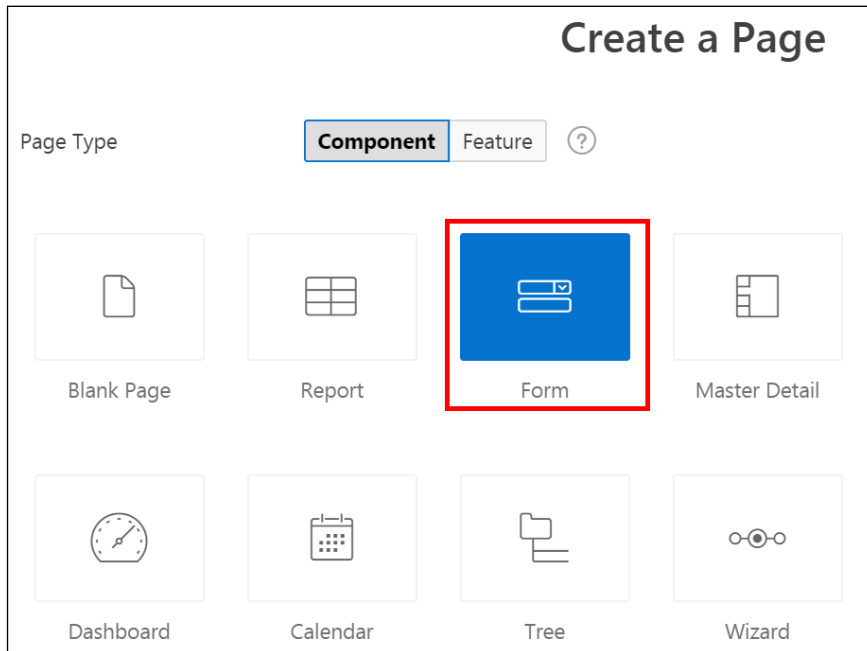 Create a Page
Page Type Component Feature ?
Blank Page Report Form Master Detail
Dashboard Calendar Tree Wizard